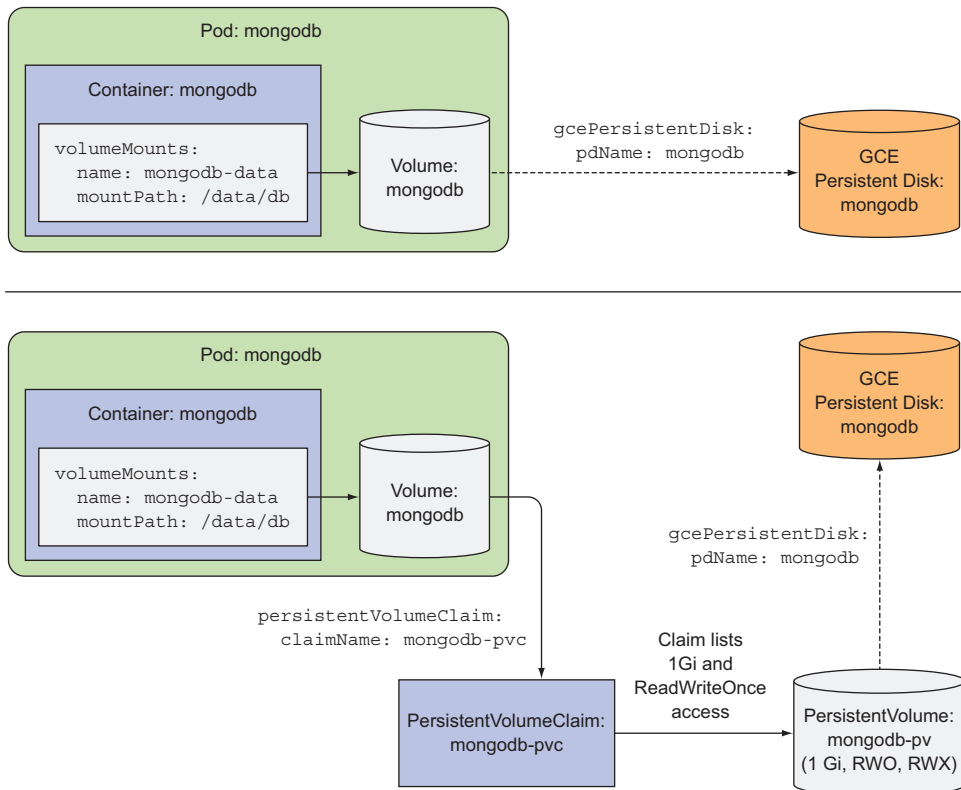 Pod: mongodb
Container: mongodb
volumeMounts:
name: mongodb-data
mountPath: /data/db
Volume:
mongodb
gcePersistentDisk:
pdName: mongodb
GCE
Persistent Disk:
mongodb
Pod: mongodb
Container: mongodb
volumeMounts:
name: mongodb-data
mountPath: /data/db
Volume:
mongodb
GCE
Persistent Disk:
mongodb
gcePersistentDisk:
pdName: mongodb
persistentVolumeClaim:
claimName: mongodb-pvc
PersistentVolumeClaim:
mongodb-pvc
Claim lists
1Gi and
ReadWriteOnce
access
PersistentVolume:
mongodb-pv
(1 Gi, RWO, RWX)